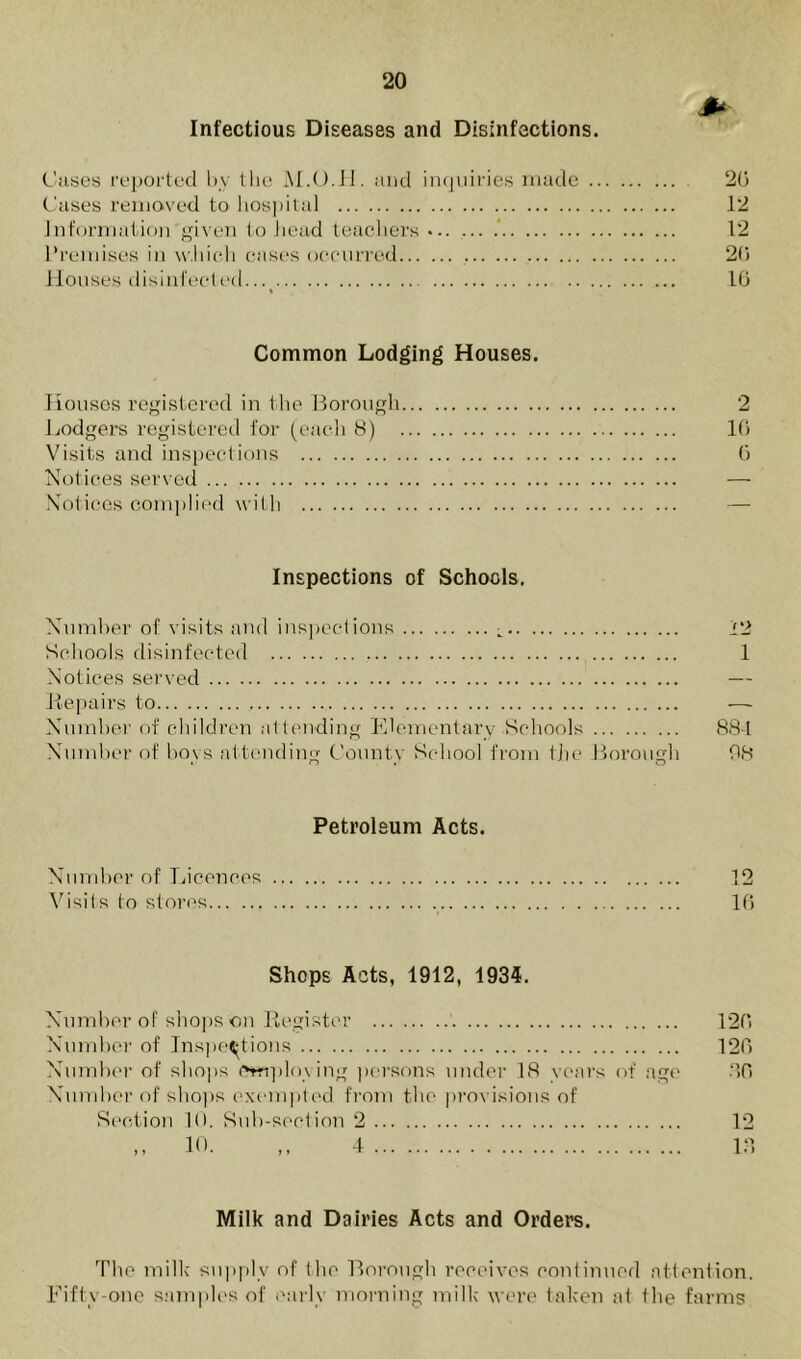 20
Infectious Diseases and Disinfections.
Cases reported by the M.O.H. and inquiries made ... ... ... 26
Cases removed to hospital ... ... ... ... ... ... ... ... ... 12
Information given to head teachers ... ... ... ... ... ... ... 12
Premises in which cases occurred... ... ... ... ... ... ... ... 26
Houses disinfected... ... ... ... ... ... ... ... ... ... ... 16
Common Lodging Houses.
Houses registered in the Borough... ... ... ... ... ... ... ... 2
Lodgers registered for (each 8) ... ... ... ... ... ... ... ... 16
Visits and inspections ... ... ... ... ... ... ... ... ... ... 6
Notices served ... ... ... ... ... ... ... ... ... ... ... ... —
Notices complied with ... ... ... ... ... ... ... ... ... ... —
Inspections of Schools.
Number of visits and inspections ... ... ... ... ... ... ... ... 12
Schools disinfected ... ... ... ... ... ... ... ... ... ... ... 1
Notices served ... ... ... ... ... ... ... ... ... ... ... ... —
Repairs to... ... ... ... ... ... ... ... ... ... ... ... ... —
Number of children attending Elementary Schools ... ... ... 884
Number of boys attending County School from the Borough 98
Petroleum Acts.
Number of Licences ... ... ... ... ... ... ... ... ... ... ... 12
Visits to stores... ... ... ... ... ... ... ... ... ... ... ... 16
Shops Acts, 1912, 1934.
Number of shops on Register ... ... ... ... ... ... ... ... ... 126
Number of Inspections ... ... ... ... ... ... ... ... ... ... 126
Number of shops employing persons under 18 years of age 36
Number of shops exempted from the provisions of
Section 10. Sub-section 2 ... ... ... ... ... ... ... ... 12
,, 10. ,, 4 ... ... ... ... ... ... ... ... 13
Milk and Dairies Acts and Orders.
The milk supply of the Borough receives continued attention.
Fifty-one samples of early morning milk were taken at the farms